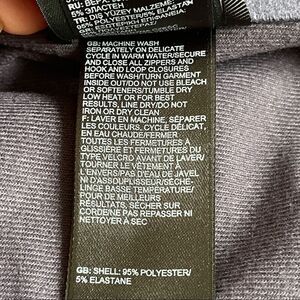 ЭЛАСТЕН
TR: DIŞ YÜZEY MALZEMESİ
% POLYESTER/5% ELASTAN
GB: MACHINE WASH
SEPARATELY ON DELICATE
CYCLE IN WARM WATER/SECURE
AND CLOSE ALL ZIPPERS AND
HOOK AND LOOP CLOSURES
BEFORE WASH/TURN GARMENT
INSIDE OUT/DO NOT USE BLEACH
OR SOFTENERS/TUMBLE DRY
LOW HEAT OR FOR BEST
RESULTS, LINE DRY/DO NOT
IRON OR DRY CLEAN
F: LAVER EN MACHINE, SÉPARER
LES COULEURS, CYCLE DÉLICAT,
EN EAU CHAUDE/FERMER
TOUTES LES FERMETURES À
GLISSIÈRE ET FERMETURES DU
TYPE VELCRO AVANT DE LAVER/
TOURNER LE VÊTEMENT À
L'ENVERS/PAS D'EAU DE JAVEL
NI D'ASSOUPLISSEUR/SÈCHE-
LINGE BASSE TEMPÉRATURE/
POUR DE MEILLEURS
RÉSULTATS, SÉCHER SUR
CORDE/NE PAS REPASSER NI
NETTOYER À SEC
GB: SHELL: 95% POLYESTER/
5% ELASTANE